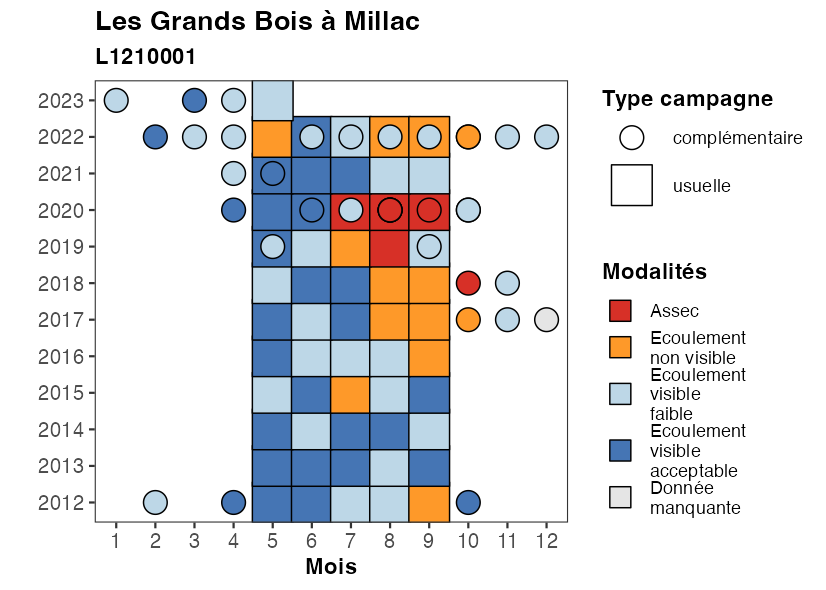 Les Grands Bois à Millac
L1210001
2023
2022
2021
2020
2019
2018
2017
2016
2015
2014
2013
2012
1 2 3 4 5 6 7 8 9 10 11 12
Mois
Type campagne
complémentaire
usuelle
Modalités
Assec
Ecoulement
non visible
Ecoulement
visible
faible
Ecoulement
visible
acceptable
Donnée
manquante